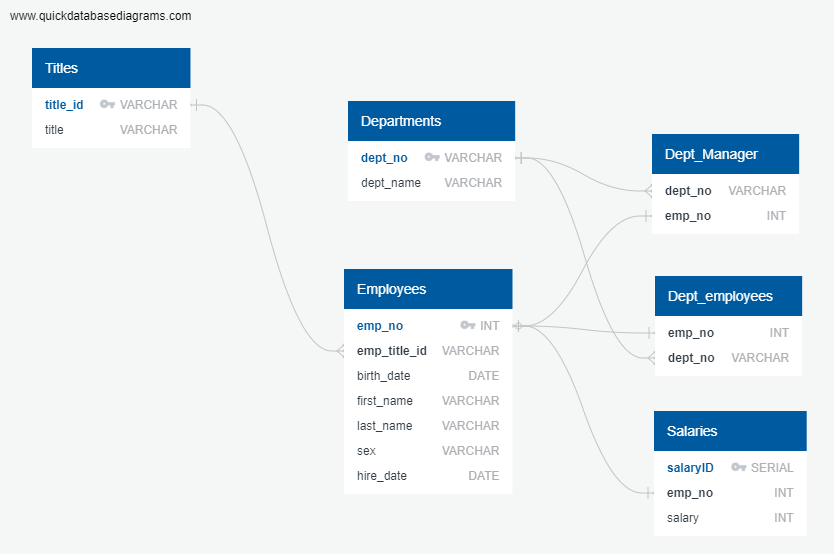 www.quickdatabasediagrams.com
Titles
title_id VARCHAR
title VARCHAR
Departments
dept_no VARCHAR
dept_name VARCHAR
Dept_Manager
dept_no VARCHAR
emp_no INT
Employees
emp_no INT
emp_title_id VARCHAR
birth_date DATE
first_name VARCHAR
last_name VARCHAR
sex VARCHAR
hire_date DATE
Dept_employees
emp_no INT
dept_no VARCHAR
Salaries
salaryID SERIAL
emp_no INT
salary INT